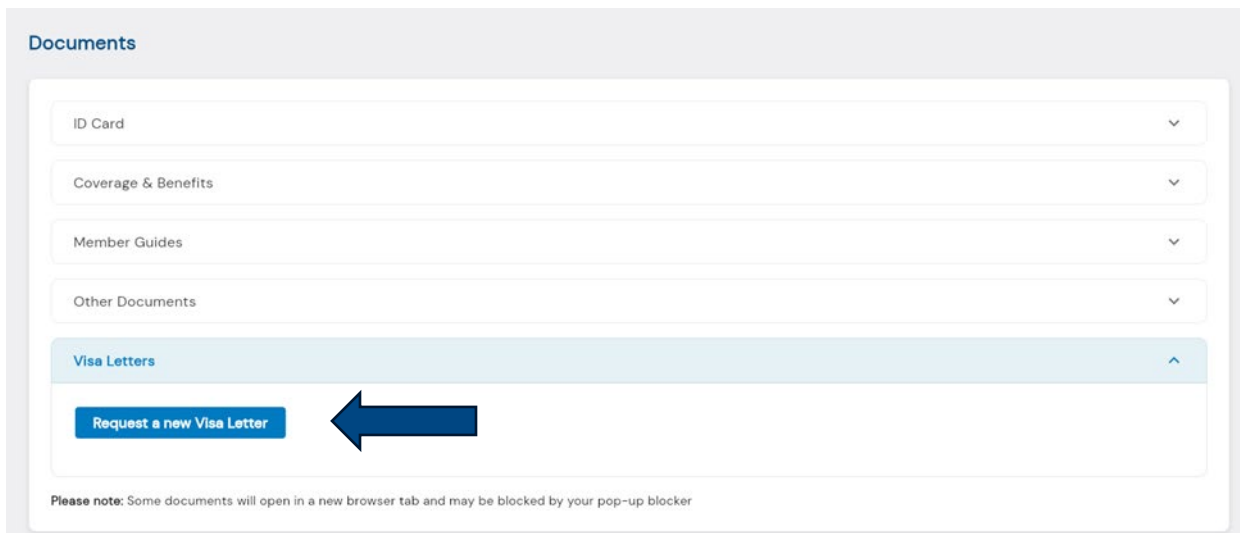 Documents
ID Card
Coverage & Benefits
Member Guides
Other Documents
Visa Letters
Request a new Visa Letter
Please note: Some documents will open in a new browser tab and may be blocked by your pop-up blocker